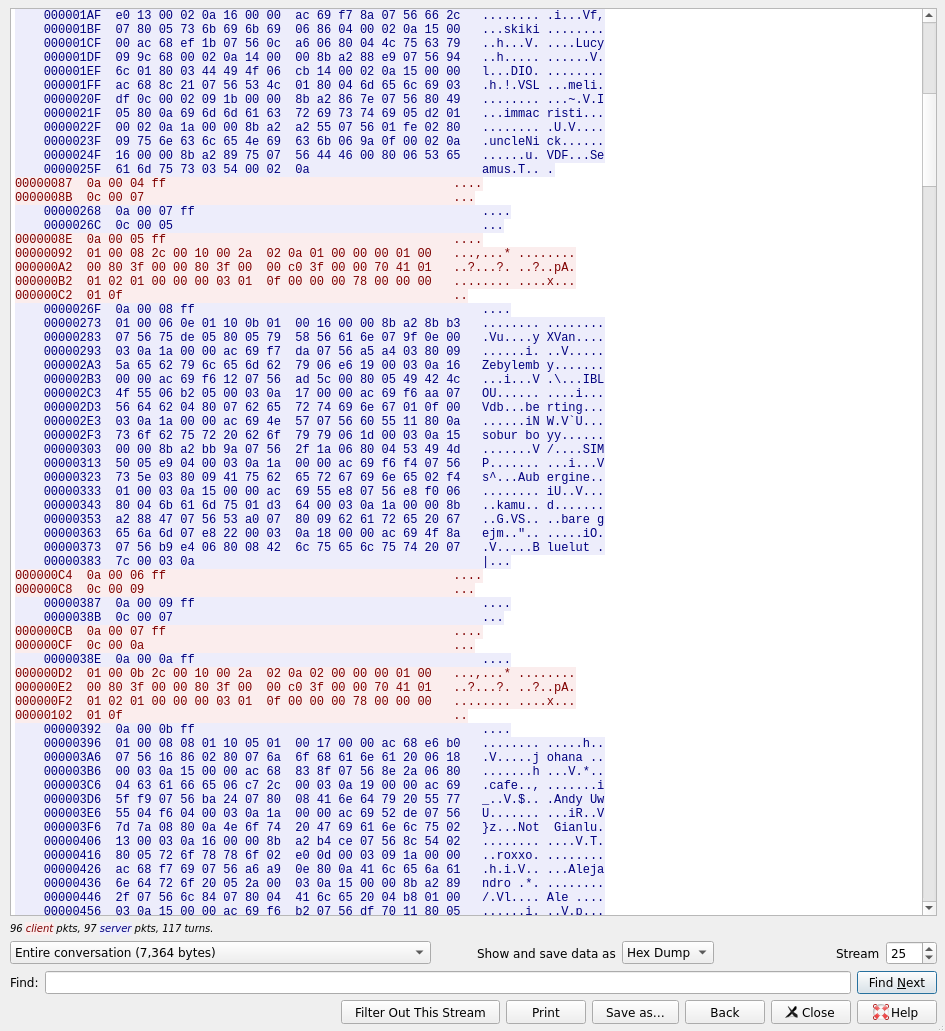 000001AF e0 13 00 02 0a 16 00 00 ac 69 f7 8a 07 56 66 2c ........ .i...Vf,
000001BF 07 80 05 73 6b 69 6b 69 06 86 04 00 02 0a 15 00 ...skiki ........
000001CF 00 ac 68 ef 1b 07 56 0c a6 06 80 04 4c 75 63 79 ..h...V. ....Lucy
000001DF 09 9c 68 00 02 0a 14 00 00 8b a2 88 e9 07 56 94 ..h..... ......V.
000001EF 6c 01 80 03 44 49 4f 06 cb 14 00 02 0a 15 00 00 l...DIO. ........
000001FF ac 68 8c 21 07 56 53 4c 01 80 04 6d 65 6c 69 03 .h.!.VSL ...meli.
0000020F df 0c 00 02 09 1b 00 00 8b a2 86 7e 07 56 80 49 ........ ...~.V.I
0000021F 05 80 0a 69 6d 6d 61 63 72 69 73 74 69 05 d2 01 ...immac risti...
0000022F 00 02 0a 1a 00 00 8b a2 a2 55 07 56 01 fe 02 80 ........ .U.V....
0000023F 09 75 6e 63 6c 65 4e 69 63 6b 06 9a 0f 00 02 0a .uncleNi ck......
0000024F 16 00 00 8b a2 89 75 07 56 44 46 00 80 06 53 65 ......u. VDF...Se
0000025F 61 6d 75 73 03 54 00 02 0a amus.T.. .
00000087 0a 00 04 ff ....
0000008B 0c 00 07 ...
00000268 0a 00 07 ff ....
0000026C 0c 00 05 ...
0000008E 0a 00 05 ff ....
00000092 01 00 08 2c 00 10 00 2a 02 0a 01 00 00 00 01 00 ...,...* ........
000000A2 00 80 3f 00 00 80 3f 00 00 c0 3f 00 00 70 41 01 ..?...?. ..?..pA.
000000B2 01 02 01 00 00 00 03 01 0f 00 00 00 78 00 00 00 ........ ....x...
000000C2 01 0f ..
0000026F 0a 00 08 ff ....
00000273 01 00 06 0e 01 10 0b 01 00 16 00 00 8b a2 8b b3 ........ ........
00000283 07 56 75 de 05 80 05 79 58 56 61 6e 07 9f 0e 00 .Vu....y XVan....
00000293 03 0a 1a 00 00 ac 69 f7 da 07 56 a5 a4 03 80 09 ......i. ..V.....
000002A3 5a 65 62 79 6c 65 6d 62 79 06 e6 19 00 03 0a 16 Zebylemb y.......
000002B3 00 00 ac 69 f6 12 07 56 ad 5c 00 80 05 49 42 4c ...i...V .\...IBL
000002C3 4f 55 06 b2 05 00 03 0a 17 00 00 ac 69 f6 aa 07 OU...... ....i...
000002D3 56 64 62 04 80 07 62 65 72 74 69 6e 67 01 0f 00 Vdb...be rting...
000002E3 03 0a 1a 00 00 ac 69 4e 57 07 56 60 55 11 80 0a ......iN W.V`U...
000002F3 73 6f 62 75 72 20 62 6f 79 79 06 1d 00 03 0a 15 sobur bo yy......
00000303 00 00 8b a2 bb 9a 07 56 2f 1a 06 80 04 53 49 4d .......V /....SIM
00000313 50 05 e9 04 00 03 0a 1a 00 00 ac 69 f6 f4 07 56 P....... ...i...V
00000323 73 5e 03 80 09 41 75 62 65 72 67 69 6e 65 02 f4 s^...Aub ergine..
00000333 01 00 03 0a 15 00 00 ac 69 55 e8 07 56 e8 f0 06 ........ iU..V...
00000343 80 04 6b 61 6d 75 01 d3 64 00 03 0a 1a 00 00 8b ..kamu.. d.......
00000353 a2 88 47 07 56 53 a0 07 80 09 62 61 72 65 20 67 ..G.VS.. ..bare g
00000363 65 6a 6d 07 e8 22 00 03 0a 18 00 00 ac 69 4f 8a ejm..".. .....iO.
00000373 07 56 b9 e4 06 80 08 42 6c 75 65 6c 75 74 20 07 .V.....B luelut .
00000383 7c 00 03 0a |...
000000C4 0a 00 06 ff ....
000000C8 0c 00 09 ...
00000387 0a 00 09 ff ....
0000038B 0c 00 07 ...
000000CB 0a 00 07 ff ....
000000CF 0c 00 0a ...
0000038E 0a 00 0a ff ....
000000D2 01 00 0b 2c 00 10 00 2a 02 0a 02 00 00 00 01 00 ...,...* ........
000000E2 00 80 3f 00 00 80 3f 00 00 c0 3f 00 00 70 41 01 ..?...?. ..?..pA.
000000F2 01 02 01 00 00 00 03 01 0f 00 00 00 78 00 00 00 ........ ....x...
00000102 01 0f ..
00000392 0a 00 0b ff ....
00000396 01 00 08 08 01 10 05 01 00 17 00 00 ac 68 e6 b0 ........ .....h..
000003A6 07 56 16 86 02 80 07 6a 6f 68 61 6e 61 20 06 18 .V.....j ohana ..
000003B6 00 03 0a 15 00 00 ac 68 83 8f 07 56 8e 2a 06 80 .......h ...V.*..
000003C6 04 63 61 66 65 06 c7 2c 00 03 0a 19 00 00 ac 69 .cafe.., .......i
000003D6 5f f9 07 56 ba 24 07 80 08 41 6e 64 79 20 55 77 _..V.$.. .Andy Uw
000003E6 55 04 f6 04 00 03 0a 1a 00 00 ac 69 52 de 07 56 U....... ...iR..V
000003F6 7d 7a 08 80 0a 4e 6f 74 20 47 69 61 6e 6c 75 02 }z...Not Gianlu.
00000406 13 00 03 0a 16 00 00 8b a2 b4 ce 07 56 8c 54 02 ........ ....V.T.
00000416 80 05 72 6f 78 78 6f 02 e0 0d 00 03 09 1a 00 00 ..roxxo. ........
00000426 ac 68 f7 69 07 56 a6 a9 0e 80 0a 41 6c 65 6a 61 .h.i.V.. ...Aleja
00000436 6e 64 72 6f 20 05 2a 00 03 0a 15 00 00 8b a2 89 ndro .*. ........
00000446 2f 07 56 6c 84 07 80 04 41 6c 65 20 04 b8 01 00 /.Vl.... Ale ....
00000456 03 0a 15 00 00 ac 69 f6 b2 07 56 df 70 11 80 05 ......i. ..V.p...
96 client pkts, 97 server pkts, 117 turns.
Entire conversation (7,364 bytes) Show and save data as Hex Dump Stream 25
Find: Find Next
Filter Out This Stream Print Save as... Back Close Help